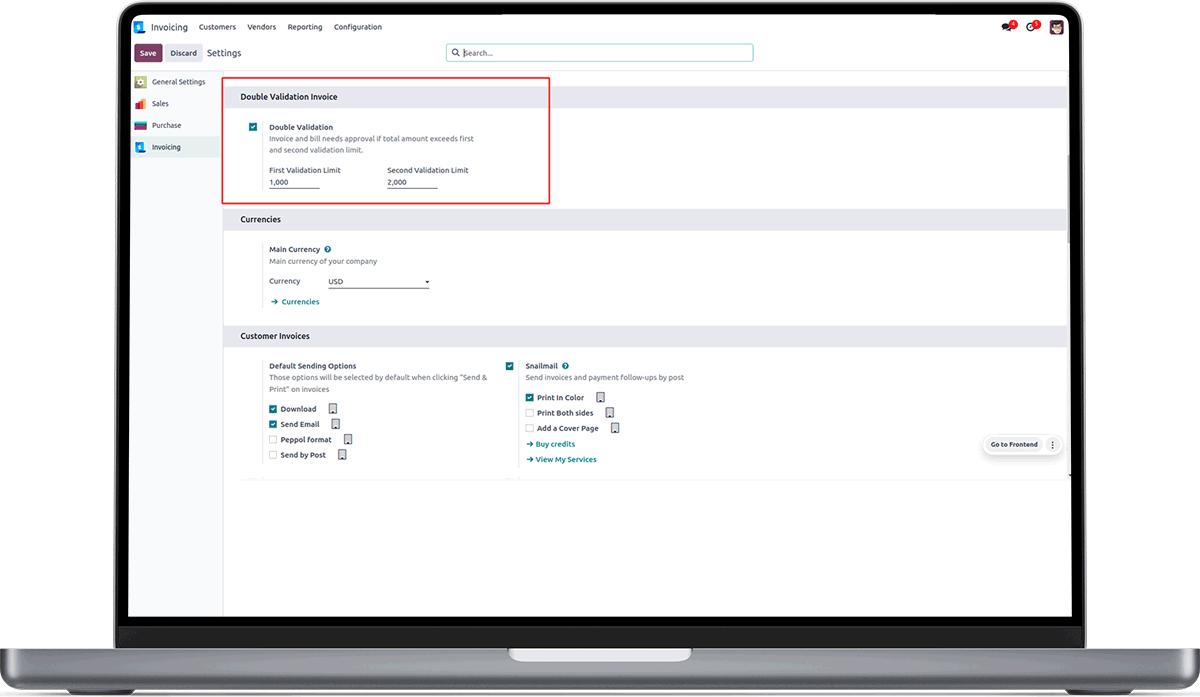 Invoicing Customers Vendors Reporting Configuration
4 5
Save Discard Settings Search...
General Settings
Sales
Purchase
Invoicing
Double Validation Invoice
Double Validation
Invoice and bill needs approval if total amount exceeds first
and second validation limit.
First Validation Limit Second Validation Limit
1,000 2,000
Currencies
Main Currency ?
Main currency of your company
Currency USD
Currencies
Customer Invoices
Default Sending Options
Those options will be selected by default when clicking "Send &
Print" on invoices
Download
Send Email
Peppol format
Send by Post
Snailmail ?
Send invoices and payment follow-ups by post
Print In Color
Print Both sides
Add a Cover Page
Buy credits
View My Services
Go to Frontend